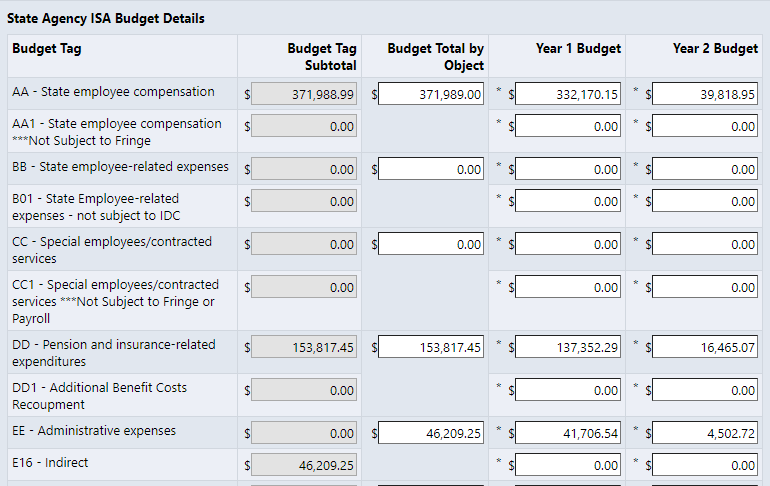 State Agency ISA Budget Details
Budget Tag
Budget Tag
Subtotal
Budget Total by
Object
Year 1 Budget
Year 2 Budget
AA - State employee compensation
$ 371,988.99 $ 371,989.00 * $ 332,170.15 * $ 39,818.95
AA1 - State employee compensation
***Not Subject to Fringe
$ 0.00 * $ 0.00 * $ 0.00
BB - State employee-related expenses
$ 0.00 $ 0.00 * $ 0.00 * $ 0.00
B01 - State Employee-related
expenses - not subject to IDC
$ 0.00 * $ 0.00 * $ 0.00
CC - Special employees/contracted
services
$ 0.00 $ 0.00 * $ 0.00 * $ 0.00
CC1 - Special employees/contracted
services ***Not Subject to Fringe or
Payroll
$ 0.00 * $ 0.00 * $ 0.00
DD - Pension and insurance-related
expenditures
$ 153,817.45 $ 153,817.45 * $ 137,352.29 * $ 16,465.07
DD1 - Additional Benefit Costs
Recoupment
$ 0.00 * $ 0.00 * $ 0.00
EE - Administrative expenses
$ 0.00 $ 46,209.25 * $ 41,706.54 * $ 4,502.72
E16 - Indirect
$ 46,209.25 * $ 0.00 * $ 0.00